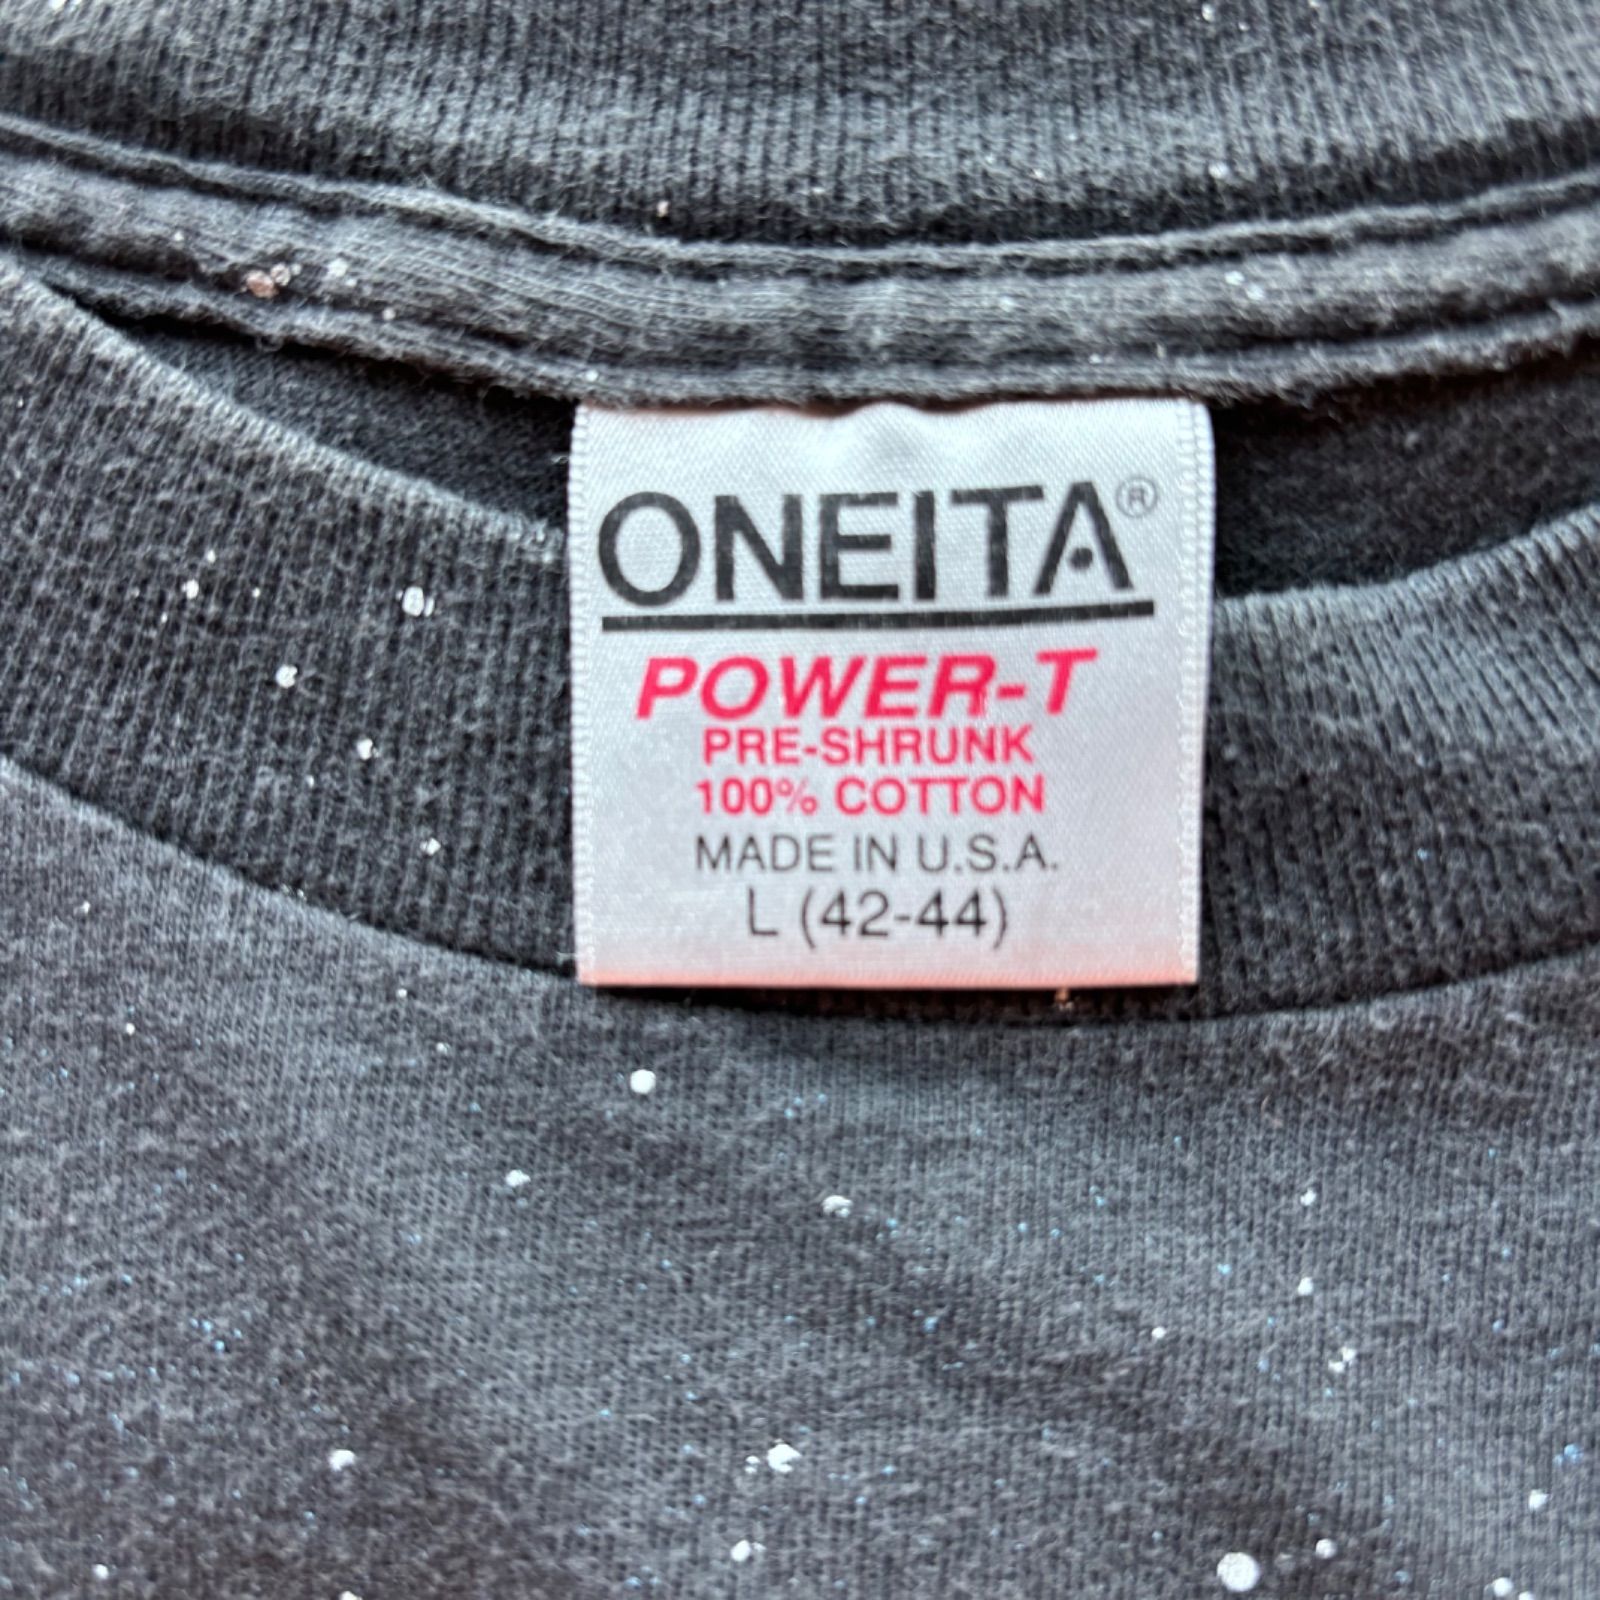 ONEITA®
POWER-T
PRE-SHRUNK
100% COTTON
MADE IN U.S.A.
L (42-44)